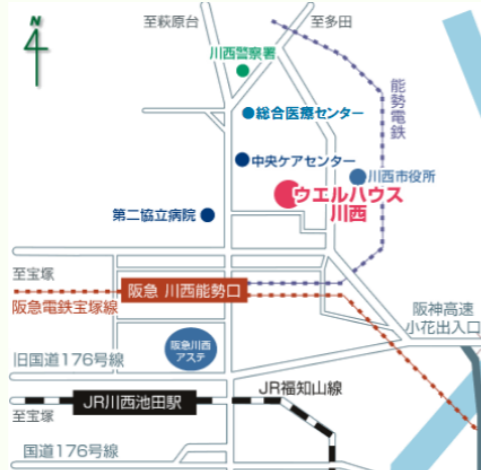 N
至萩原台
至多田
川西警察署
総合医療センター
能勢電鉄
中央ケアセンター
川西市役所
ウエルハウス
川西
第二協立病院
至宝塚
阪急 川西能勢口
阪急電鉄宝塚線
阪神高速
小花出入口
阪急川西
アステ
旧国道176号線
JR福知山線
JR川西池田駅
至宝塚
国道176号線